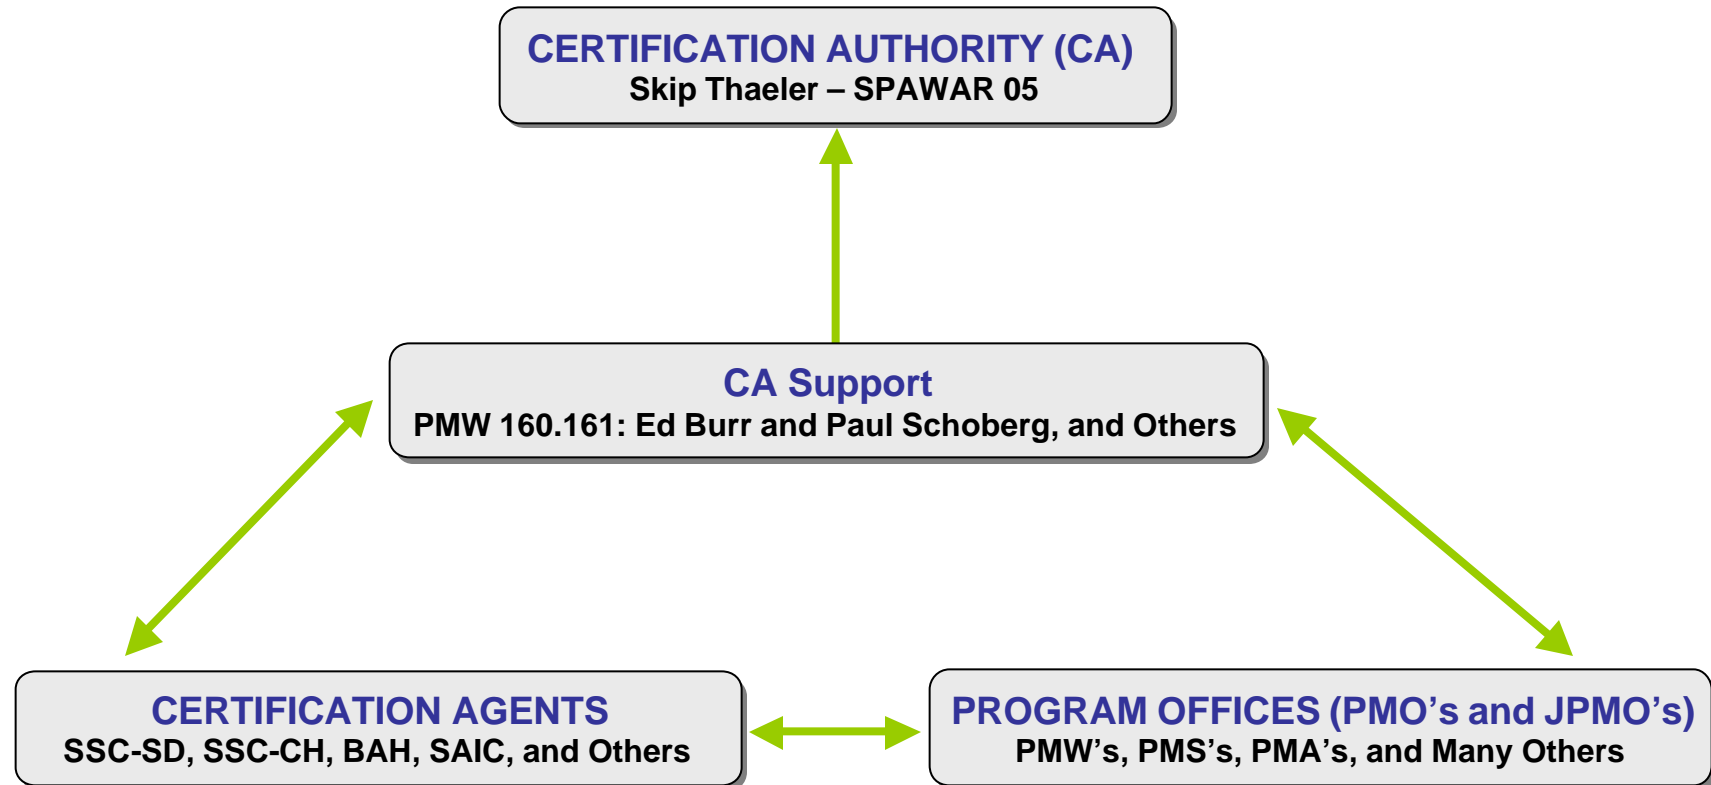 CERTIFICATION AUTHORITY (CA)
Skip Thaeler – SPAWAR 05
CA Support
PMW 160.161: Ed Burr and Paul Schoberg, and Others
CERTIFICATION AGENTS
SSC-SD, SSC-CH, BAH, SAIC, and Others
PROGRAM OFFICES (PMO’s and JPMO’s)
PMW’s, PMS’s, PMA’s, and Many Others